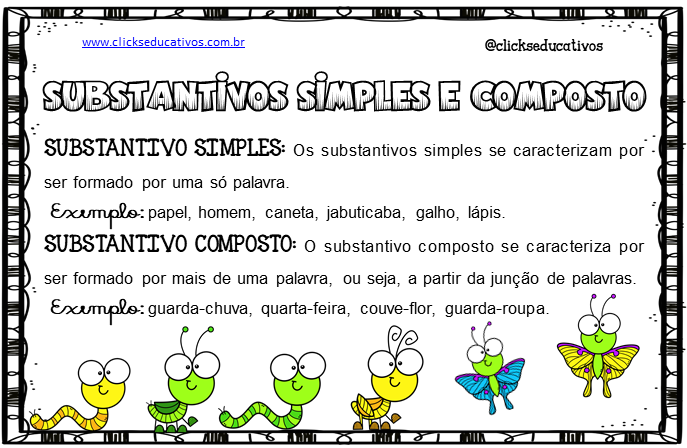 www.clickseducativos.com.br @clickseducativos
SUBSTANTIVOS SIMPLES E COMPOSTO
SUBSTANTIVO SIMPLES: Os substantivos simples se caracterizam por
ser formado por uma só palavra.
Exemplo: papel, homem, caneta, jabuticaba, galho, lápis.
SUBSTANTIVO COMPOSTO: O substantivo composto se caracteriza por
ser formado por mais de uma palavra, ou seja, a partir da junção de palavras.
Exemplo: guarda-chuva, quarta-feira, couve-flor, guarda-roupa.